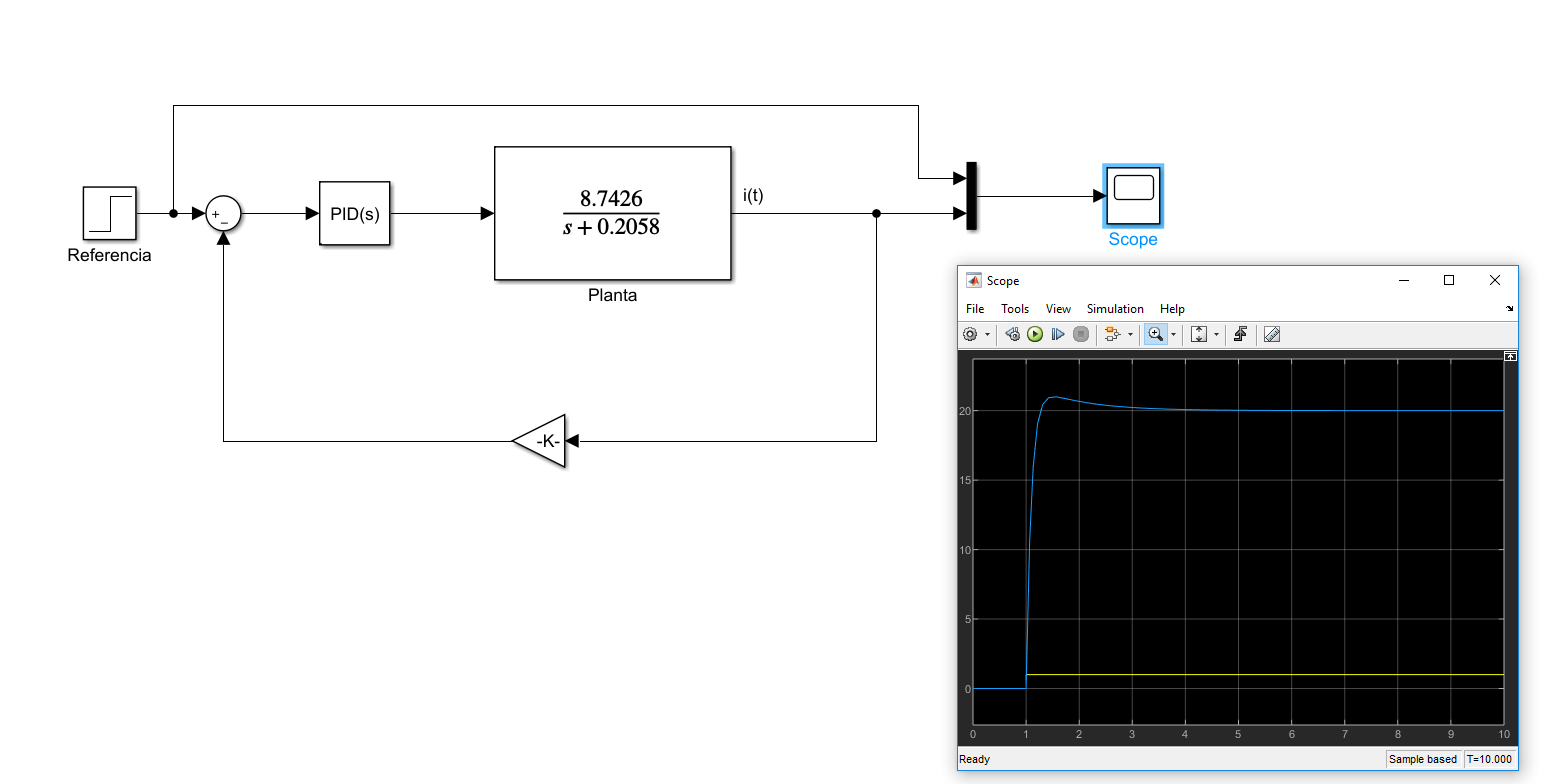 Referencia
+
−
PID(s)
8.7426
s + 0.2058
Planta
i(t)
-K-
Scope
Scope
File Tools View Simulation Help
20
15
10
5
0
0 1 2 3 4 5 6 7 8 9 10
Ready Sample based T=10.000